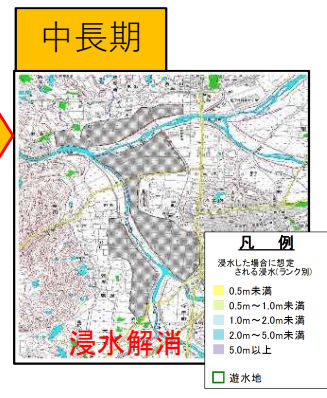 中長期
浸水解消
凡 例
浸水した場合に想定
される浸水(ランク別)
0.5m未満
0.5m～1.0m未満
1.0m～2.0m未満
2.0m～5.0m未満
5.0m以上
遊水地